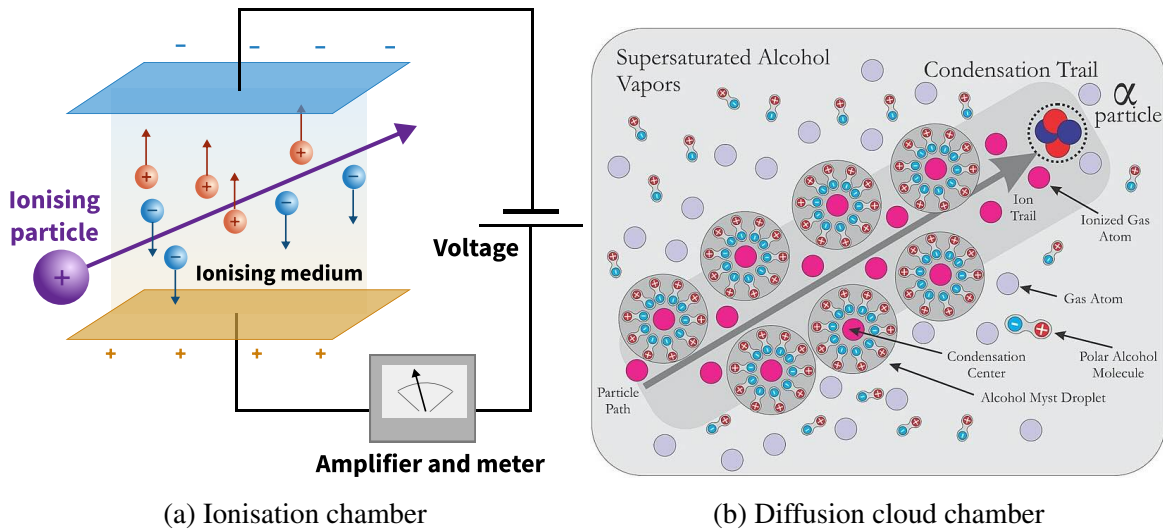 − − − −
Ionising
particle
+
+
+
+
+
−
−
−
−
Ionising medium
Voltage
+ + + +
Amplifier and meter
(a) Ionisation chamber
Supersaturated Alcohol
Vapors
Condensation Trail
α
particle
Ion
Trail
Ionized Gas
Atom
Gas Atom
Polar Alcohol
Molecule
Condensation
Center
Alcohol Myst Droplet
Particle
Path
(b) Diffusion cloud chamber